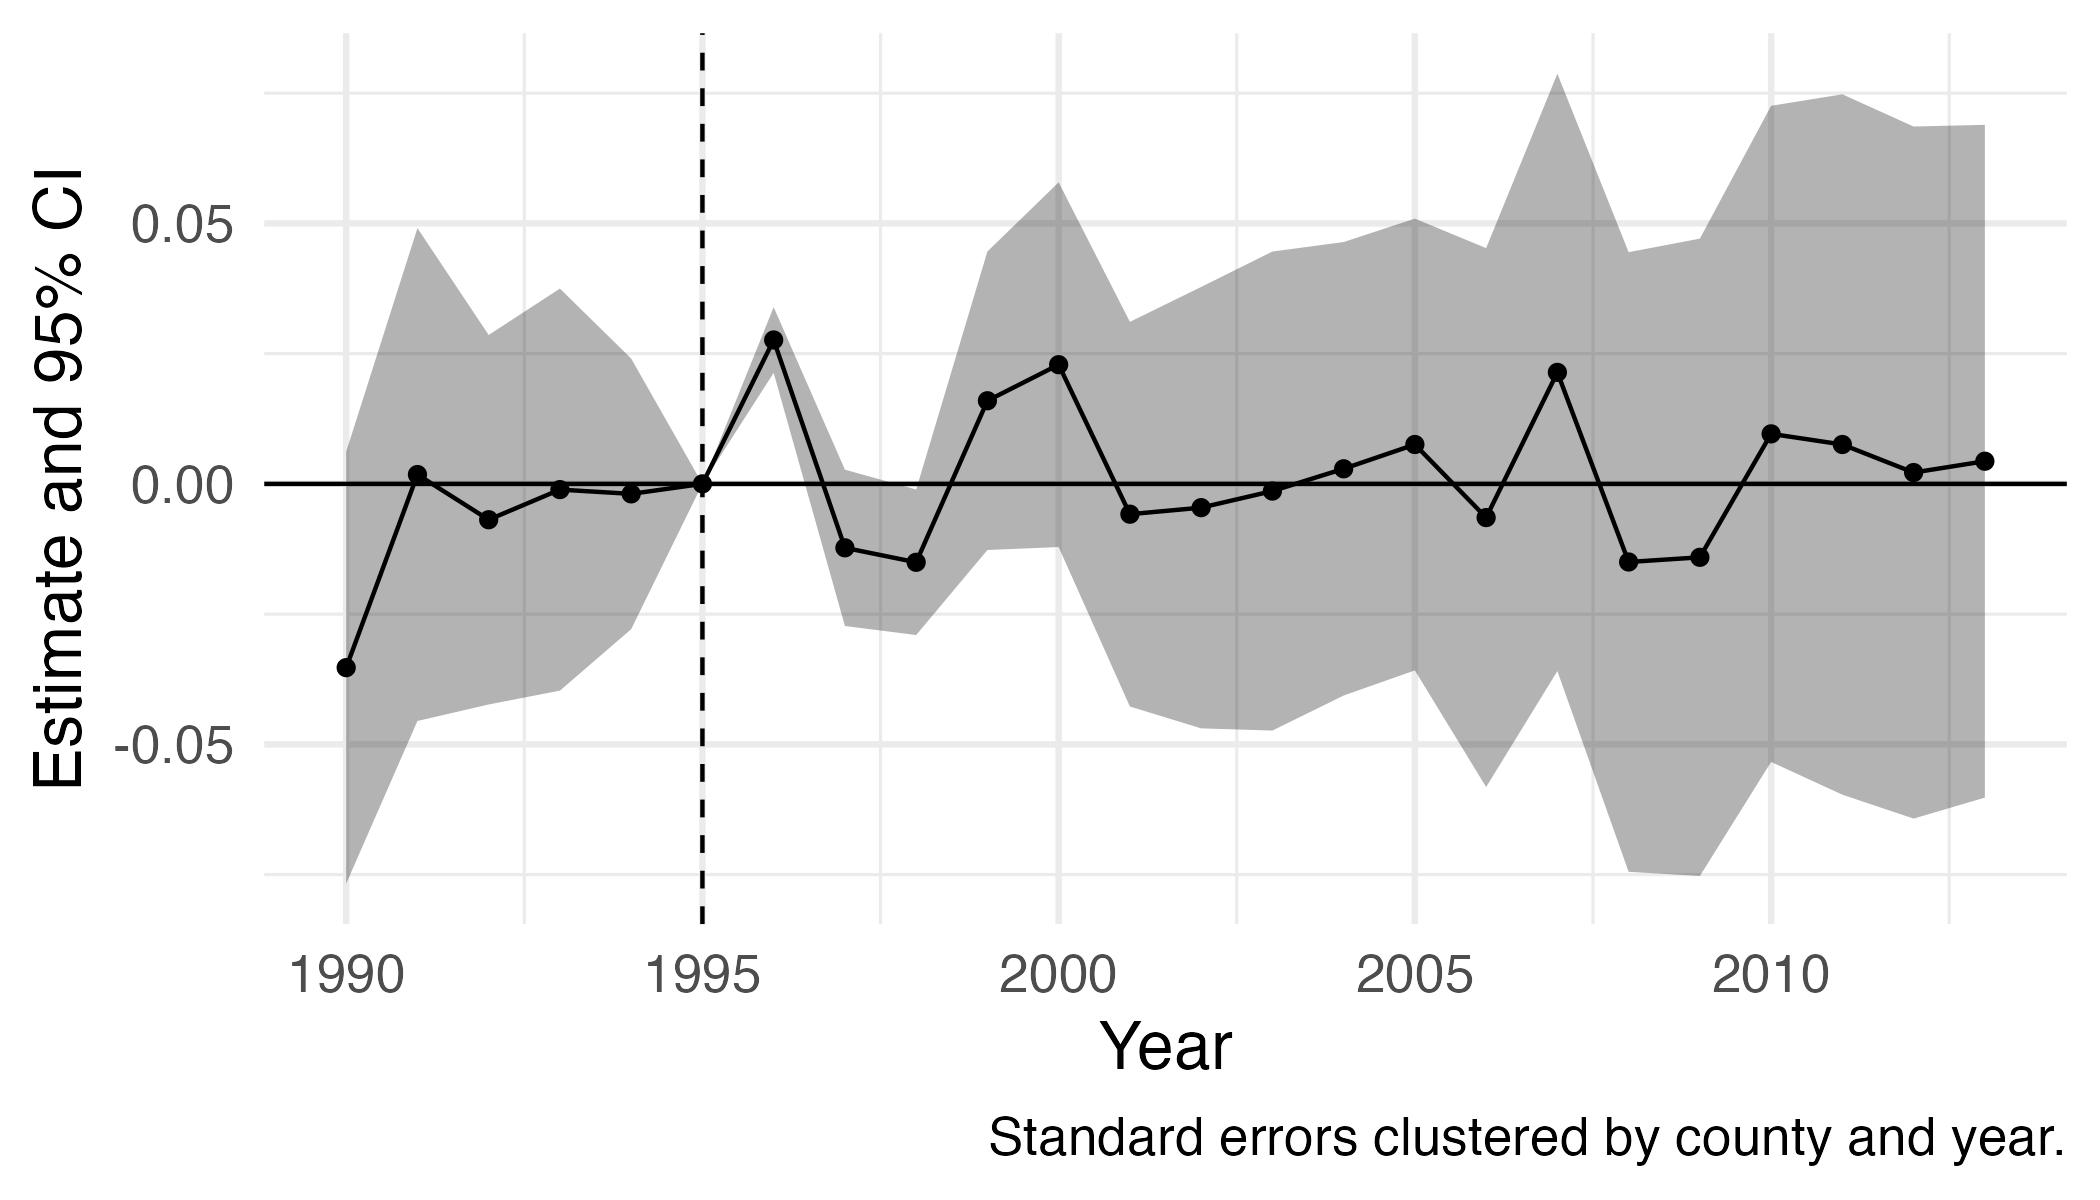 Estimate and 95% CI
0.05
0.00
-0.05
1990 1995 2000 2005 2010
Year
Standard errors clustered by county and year.